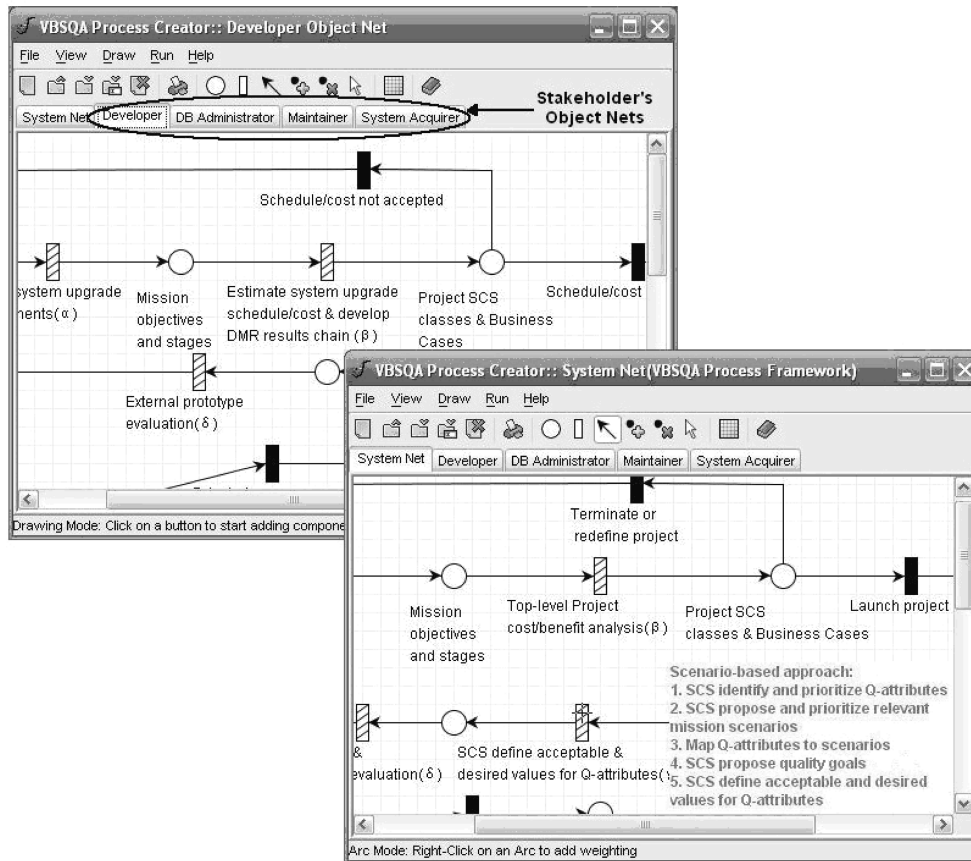 VBSQA Process Creator:: Developer Object Net
File View Draw Run Help
System Net Developer DB Administrator Maintainer System Acquirer
Stakeholder's
Object Nets
Schedule/cost not accepted
system upgrade
Mission
objectives
and stages
Estimate system upgrade
schedule/cost & develop
DMR results chain (β)
Project SCS
classes & Business
Cases
Schedule/cost
External prototype
evaluation(δ)
Drawing Mode: Click on a button to start adding compone
VBSQA Process Creator:: System Net(VBSQA Process Framework)
File View Draw Run Help
System Net Developer DB Administrator Maintainer System Acquirer
Terminate or
redefine project
Mission
objectives
and stages
Top-level Project
cost/benefit analysis(β)
Project SCS
classes & Business Cases
Launch project
Scenario-based approach:
1. SCS identify and prioritize Q-attributes
2. SCS propose and prioritize relevant
mission scenarios
3. Map Q-attributes to scenarios
4. SCS propose quality goals
5. SCS define acceptable and desired
values for Q-attributes
&
evaluation(δ)
SCS define acceptable &
desired values for Q-attributes(
Arc Mode: Right-Click on an Arc to add weighting